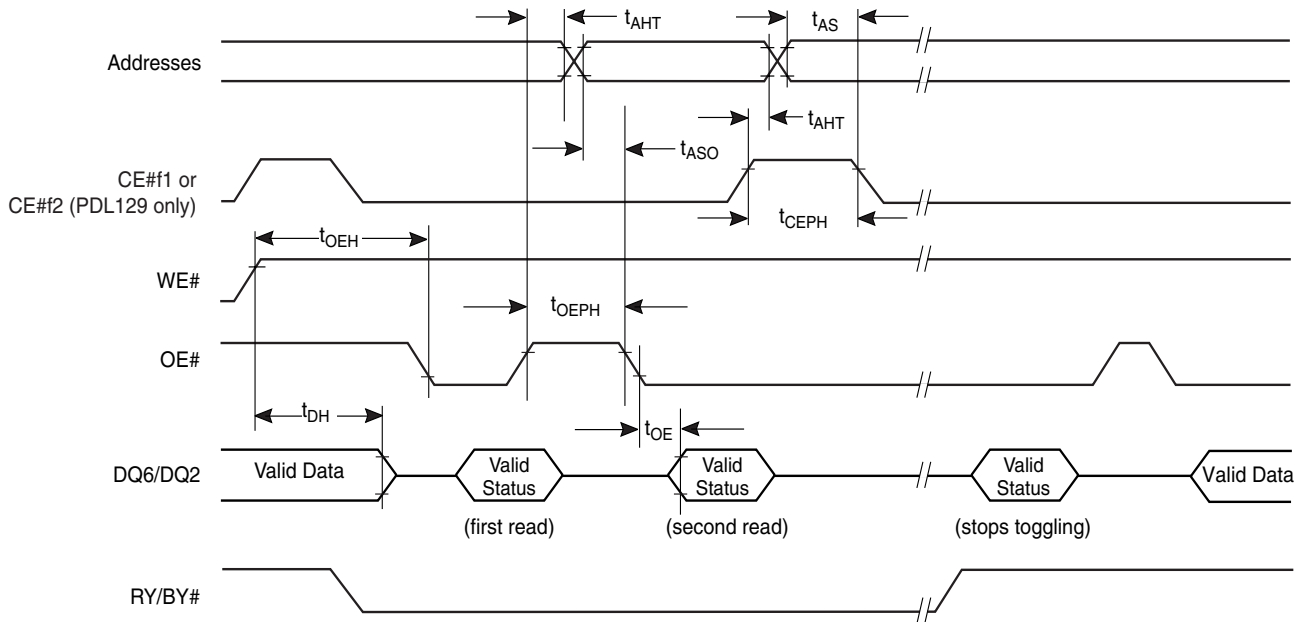 tAHT
tAS
Addresses
tAHT
tASO
CE#f1 or
CE#f2 (PDL129 only)
tCEPH
tOEH
WE#
tOEPH
OE#
tDH
tOE
DQ6/DQ2
Valid Data
Valid
Status
Valid
Status
Valid
Status
Valid Data
(first read)
(second read)
(stops toggling)
RY/BY#